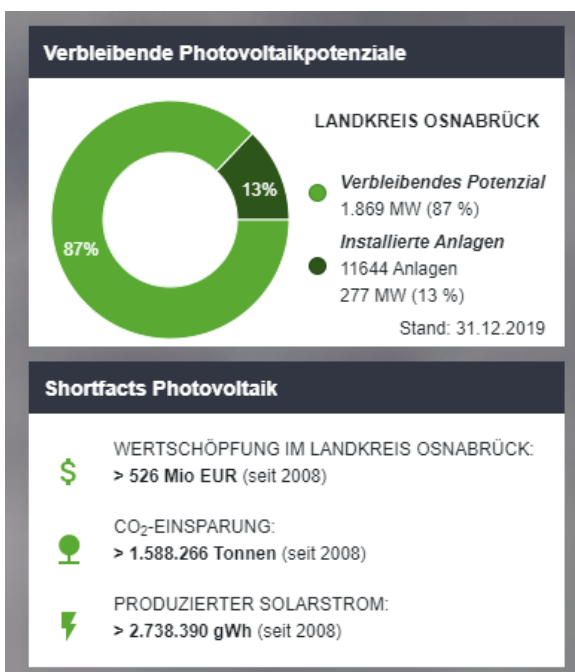 Verbleibende Photovoltaikpotenziale
LANDKREIS OSNABRÜCK
13%
87%
Verbleibendes Potenzial
1.869 MW (87 %)
Installierte Anlagen
11644 Anlagen
277 MW (13 %)
Stand: 31.12.2019
Shortfacts Photovoltaik
WERTSCHÖPFUNG IM LANDKREIS OSNABRÜCK:
> 526 Mio EUR (seit 2008)
CO₂-EINSPARUNG:
> 1.588.266 Tonnen (seit 2008)
PRODUZIERTER SOLARSTROM:
> 2.738.390 gWh (seit 2008)